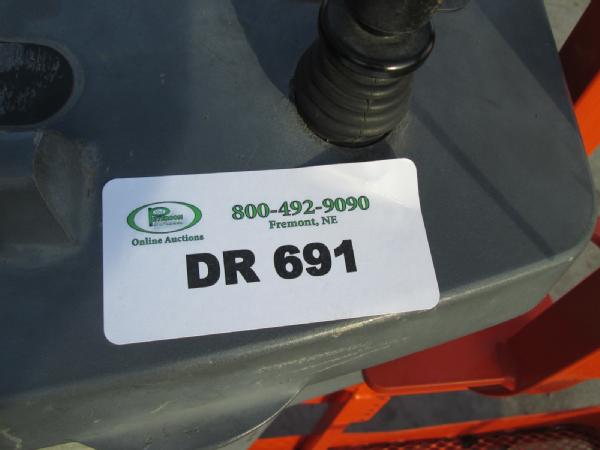 800-492-9090
Fremont, NE
Online Auctions
DR 691